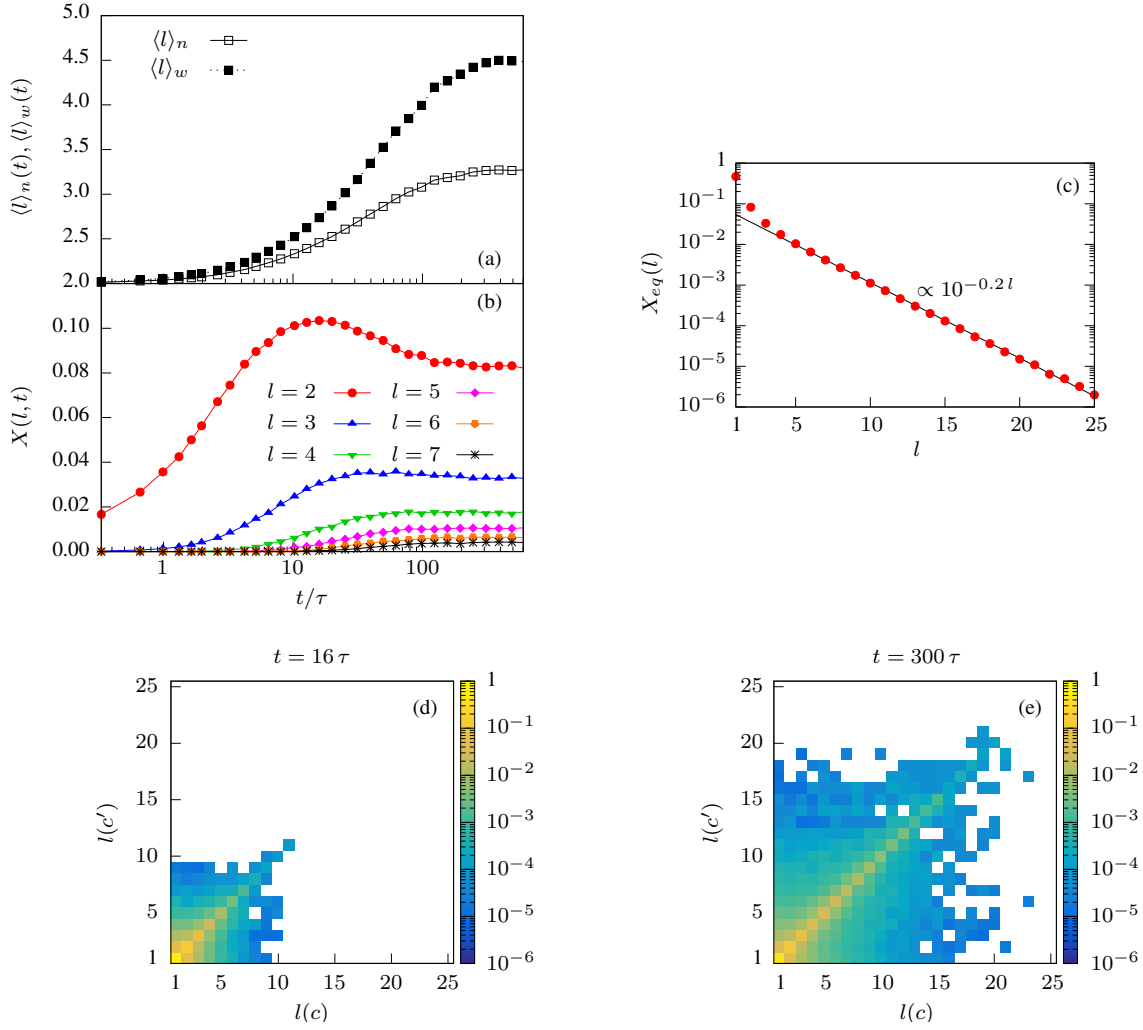 5.0
4.5
4.0
3.5
3.0
2.5
2.0
⟨l⟩n(t), ⟨l⟩w(t)
⟨l⟩n
⟨l⟩w
(a)
0.10
0.08
0.06
0.04
0.02
0.00
X(l, t)
(b)
l = 2
l = 5
l = 3
l = 6
l = 4
l = 7
1
10
100
t/τ
1
10⁻¹
10⁻²
10⁻³
10⁻⁴
10⁻⁵
10⁻⁶
Xeq(l)
(c)
∝ 10⁻⁰·² ˡ
1 5 10 15 20 25
l
t = 16 τ
25
20
15
10
5
1
l(c′)
(d)
1 5 10 15 20 25
l(c)
1
10⁻¹
10⁻²
10⁻³
10⁻⁴
10⁻⁵
10⁻⁶
t = 300 τ
25
20
15
10
5
1
l(c′)
(e)
1 5 10 15 20 25
l(c)
1
10⁻¹
10⁻²
10⁻³
10⁻⁴
10⁻⁵
10⁻⁶